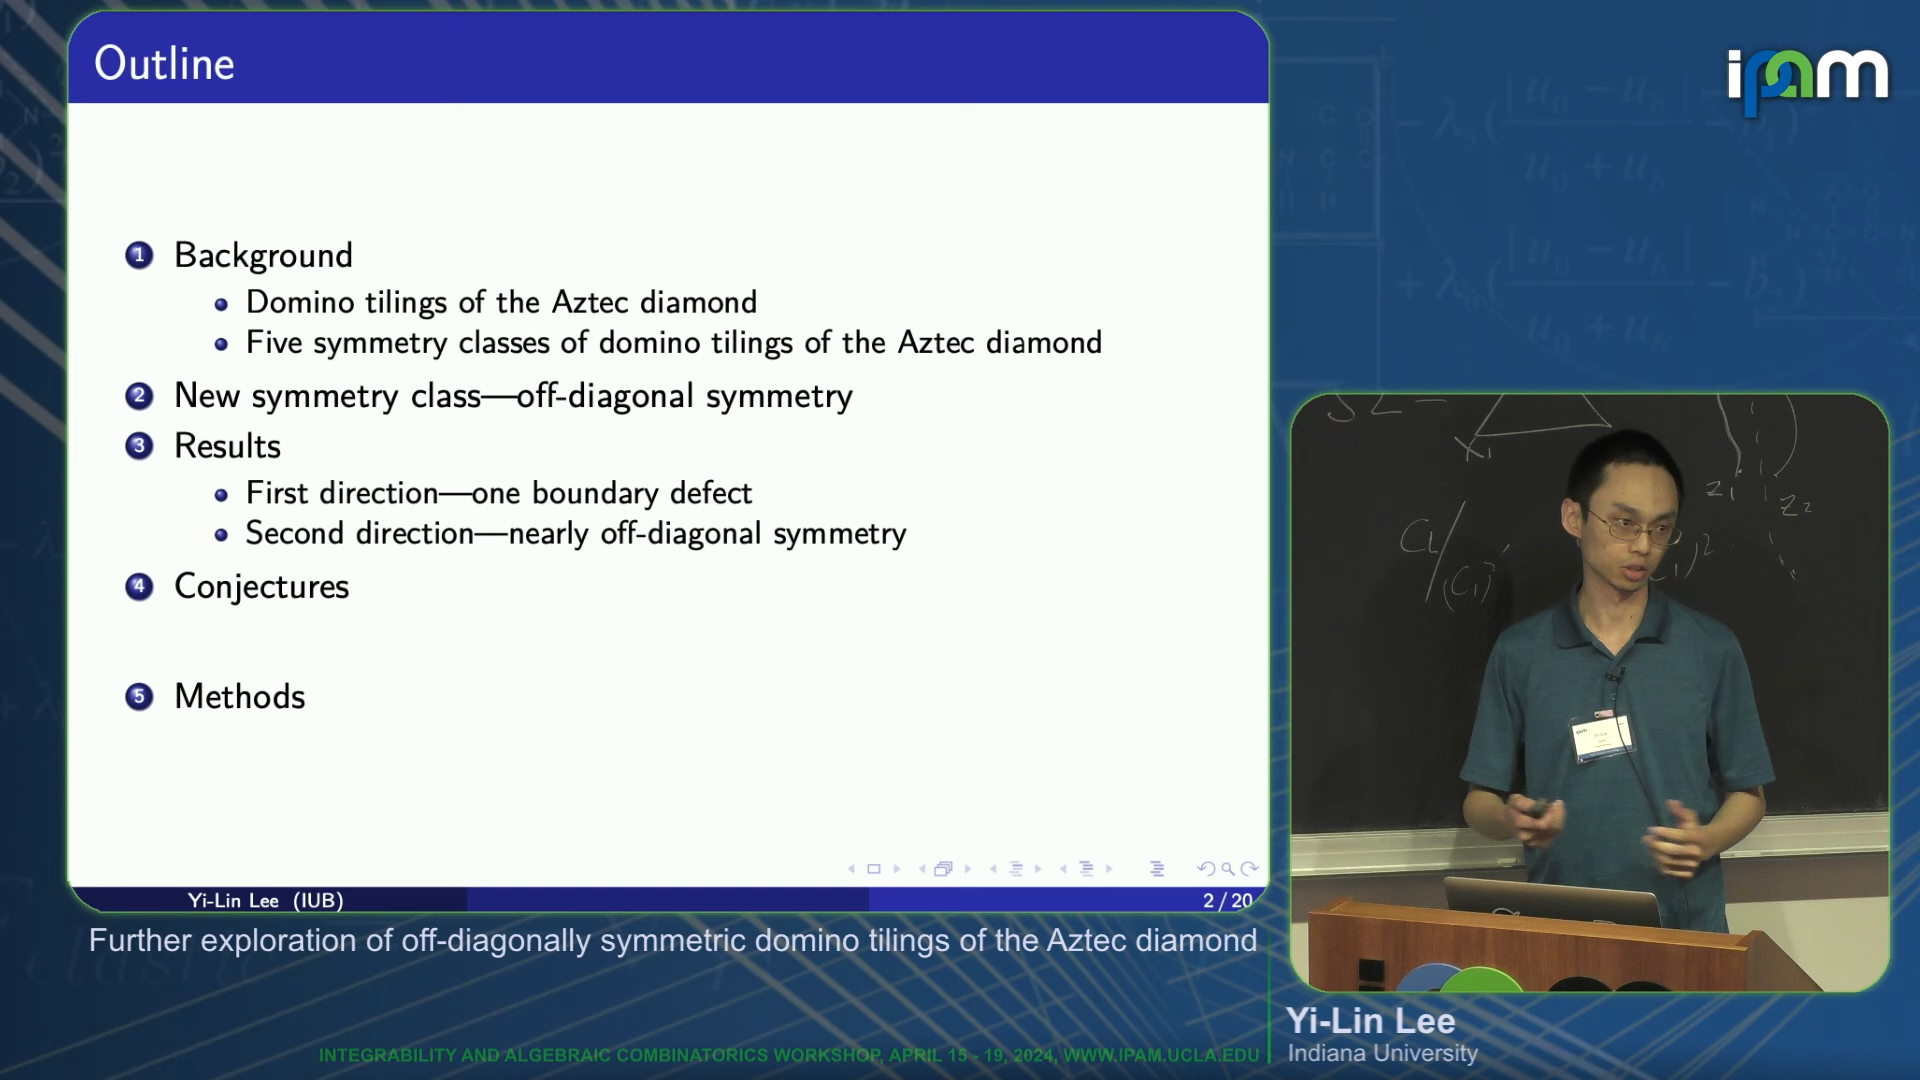 Outline
1 Background
Domino tilings of the Aztec diamond
Five symmetry classes of domino tilings of the Aztec diamond
2 New symmetry class—off-diagonal symmetry
3 Results
First direction—one boundary defect
Second direction—nearly off-diagonal symmetry
4 Conjectures
5 Methods
Yi-Lin Lee (IUB)
2 / 20
Further exploration of off-diagonally symmetric domino tilings of the Aztec diamond
INTEGRABILITY AND ALGEBRAIC COMBINATORICS WORKSHOP, APRIL 15 - 19, 2024, WWW.IPAM.UCLA.EDU
ipam
X1
z1
z2
Yi-Lin Lee
Indiana University